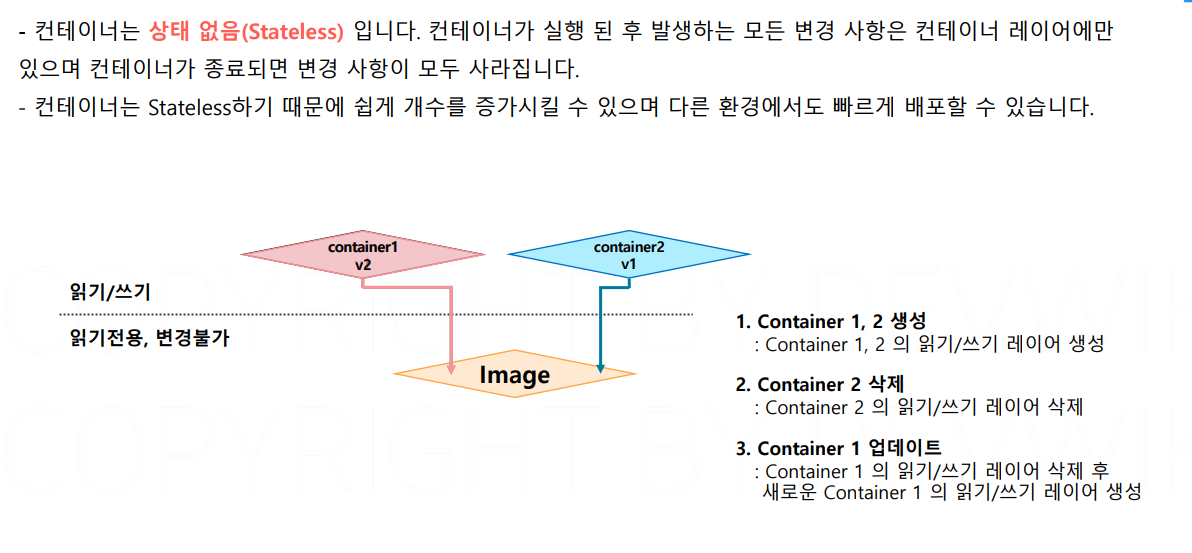 - 컨테이너는 상태 없음(Stateless) 입니다. 컨테이너가 실행 된 후 발생하는 모든 변경 사항은 컨테이너 레이어에만
있으며 컨테이너가 종료되면 변경 사항이 모두 사라집니다.
- 컨테이너는 Stateless하기 때문에 쉽게 개수를 증가시킬 수 있으며 다른 환경에서도 빠르게 배포할 수 있습니다.
container1
v2
container2
v1
읽기/쓰기
읽기전용, 변경불가
Image
1. Container 1, 2 생성
: Container 1, 2 의 읽기/쓰기 레이어 생성
2. Container 2 삭제
: Container 2 의 읽기/쓰기 레이어 삭제
3. Container 1 업데이트
: Container 1 의 읽기/쓰기 레이어 삭제 후
새로운 Container 1 의 읽기/쓰기 레이어 생성
COPYRIGHT BY DEVWIK
COPYRIGHT BY DEVWIK